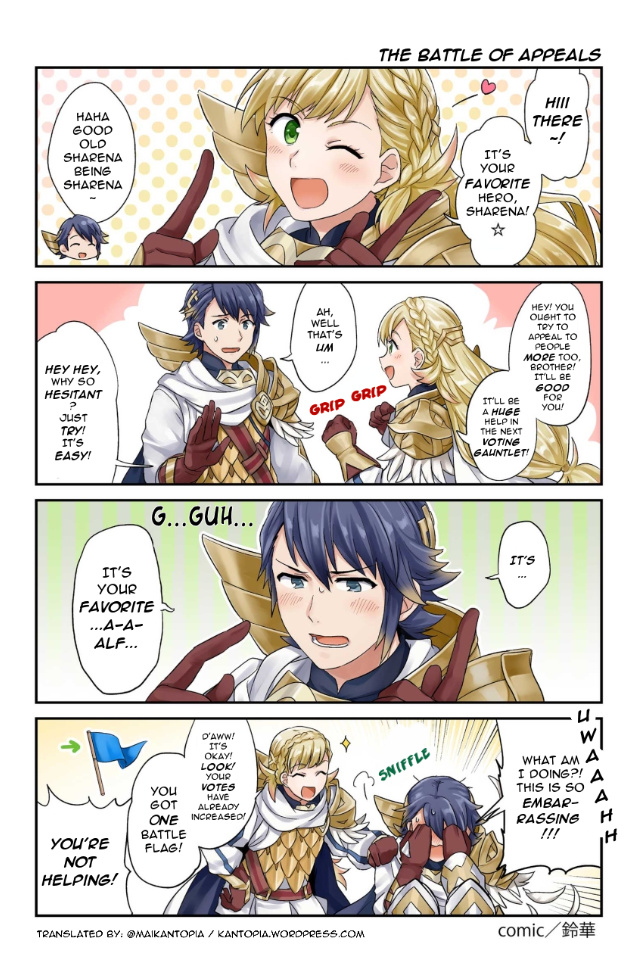 THE BATTLE OF APPEALS
HIII
THERE
~!
IT'S
YOUR
FAVORITE
HERO,
SHARENA!
☆
HAHA
GOOD
OLD
SHARENA
BEING
SHARENA
~
HEY! YOU
OUGHT TO
TRY TO
APPEAL TO
PEOPLE
MORE TOO,
BROTHER!
IT'LL BE
GOOD
FOR
YOU!
IT'LL BE
A HUGE
HELP IN
THE NEXT
VOTING
GAUNTLET!
GRIP GRIP
AH,
WELL
THAT'S
UM
...
HEY HEY,
WHY SO
HESITANT
?
JUST
TRY!
IT'S
EASY!
G...GUH...
IT'S
...
IT'S
YOUR
FAVORITE
...A-A-
ALF...
UWAAAHH
WHAT AM
I DOING?!
THIS IS SO
EMBAR-
RASSING
!!!
SNIFFLE
D'AWW!
IT'S
OKAY!
LOOK!
YOUR
VOTES
HAVE
ALREADY
INCREASED!
YOU
GOT
ONE
BATTLE
FLAG!
YOU'RE
NOT
HELPING!
TRANSLATED BY: @MAIKANTOPIA / KANTOPIA.WORDPRESS.COM
comic／鈴華